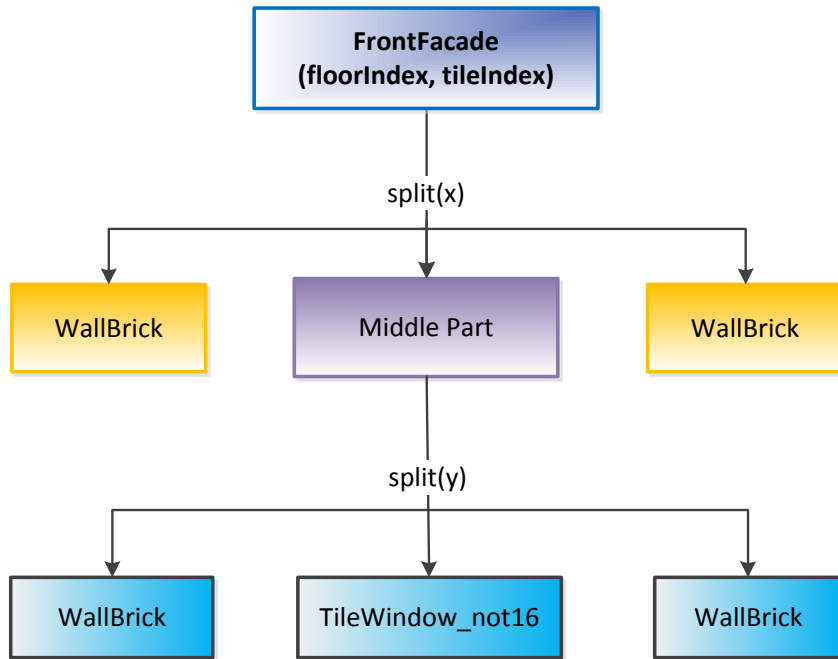 FrontFacade
(floorIndex, tileIndex)
split(x)
WallBrick
Middle Part
WallBrick
split(y)
WallBrick
TileWindow_not16
WallBrick